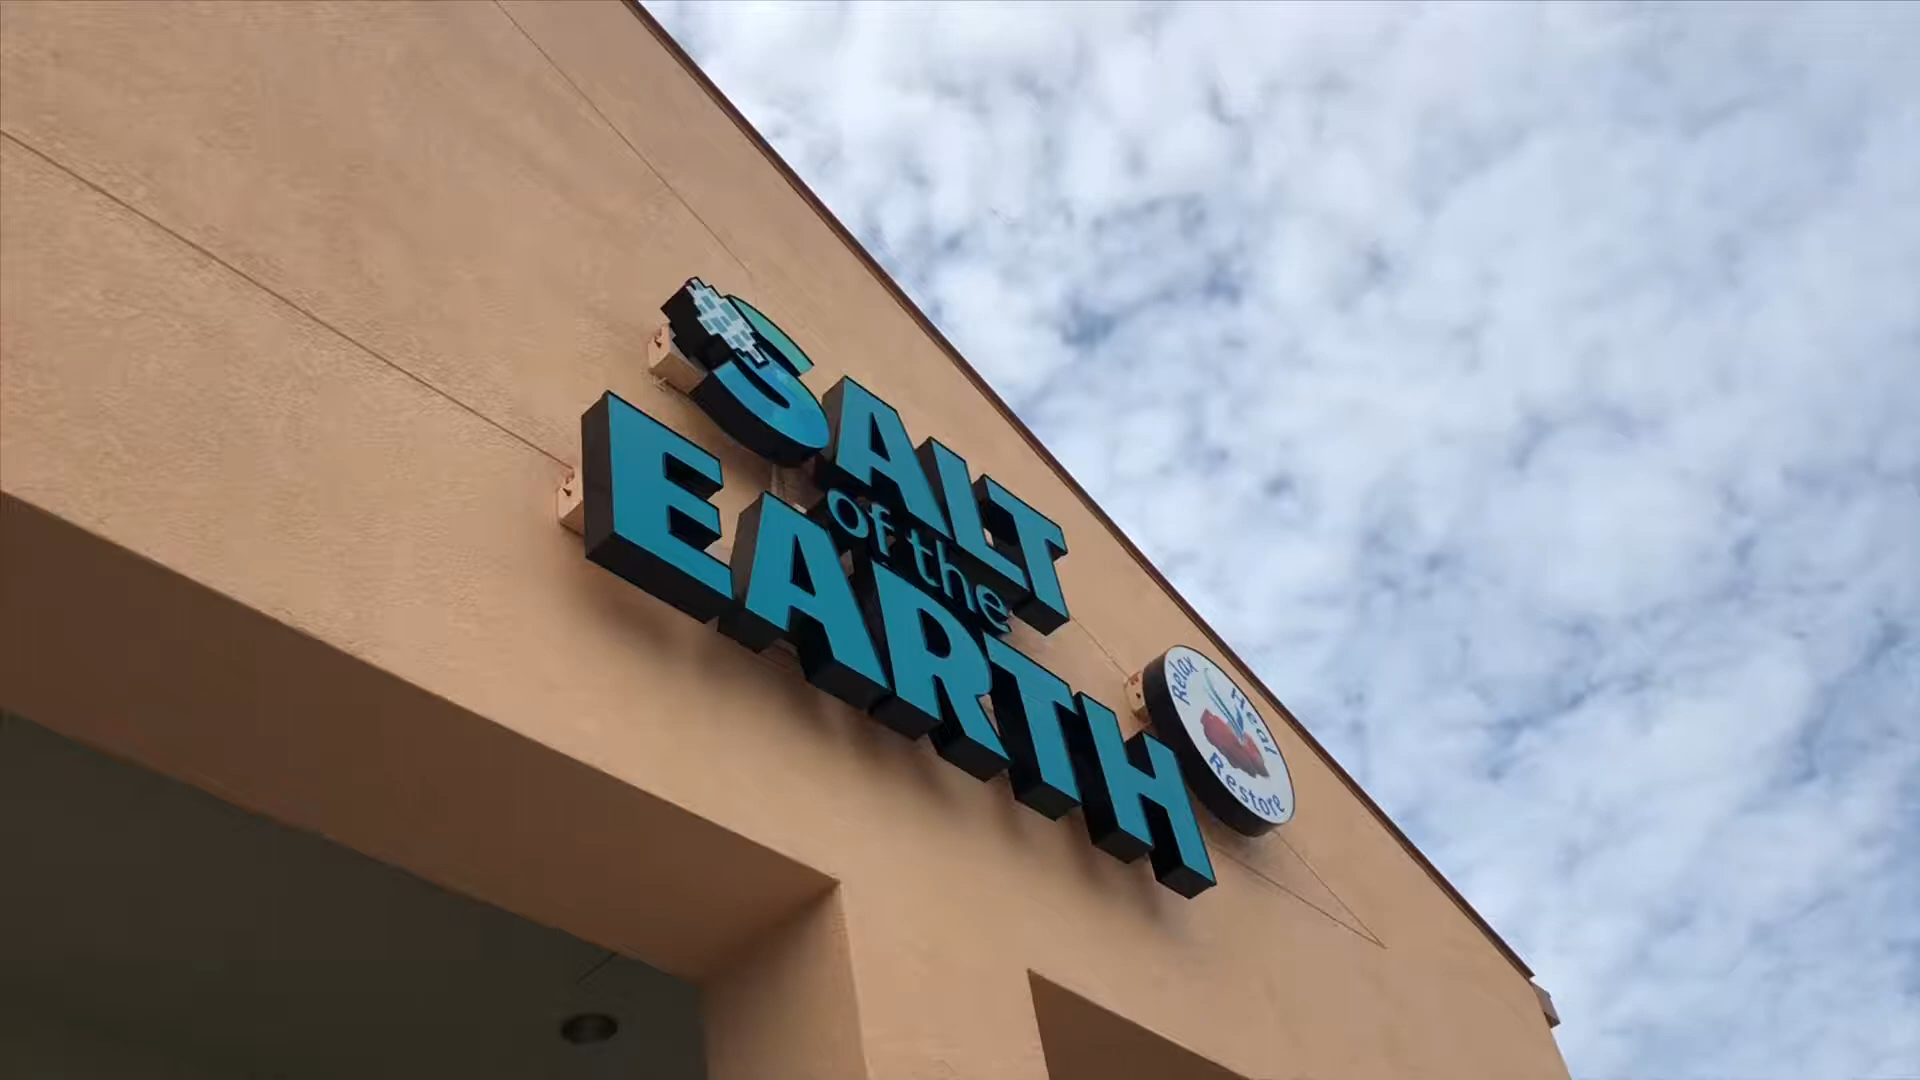 SALT
of the
EARTH
Relax
Heal
Restore